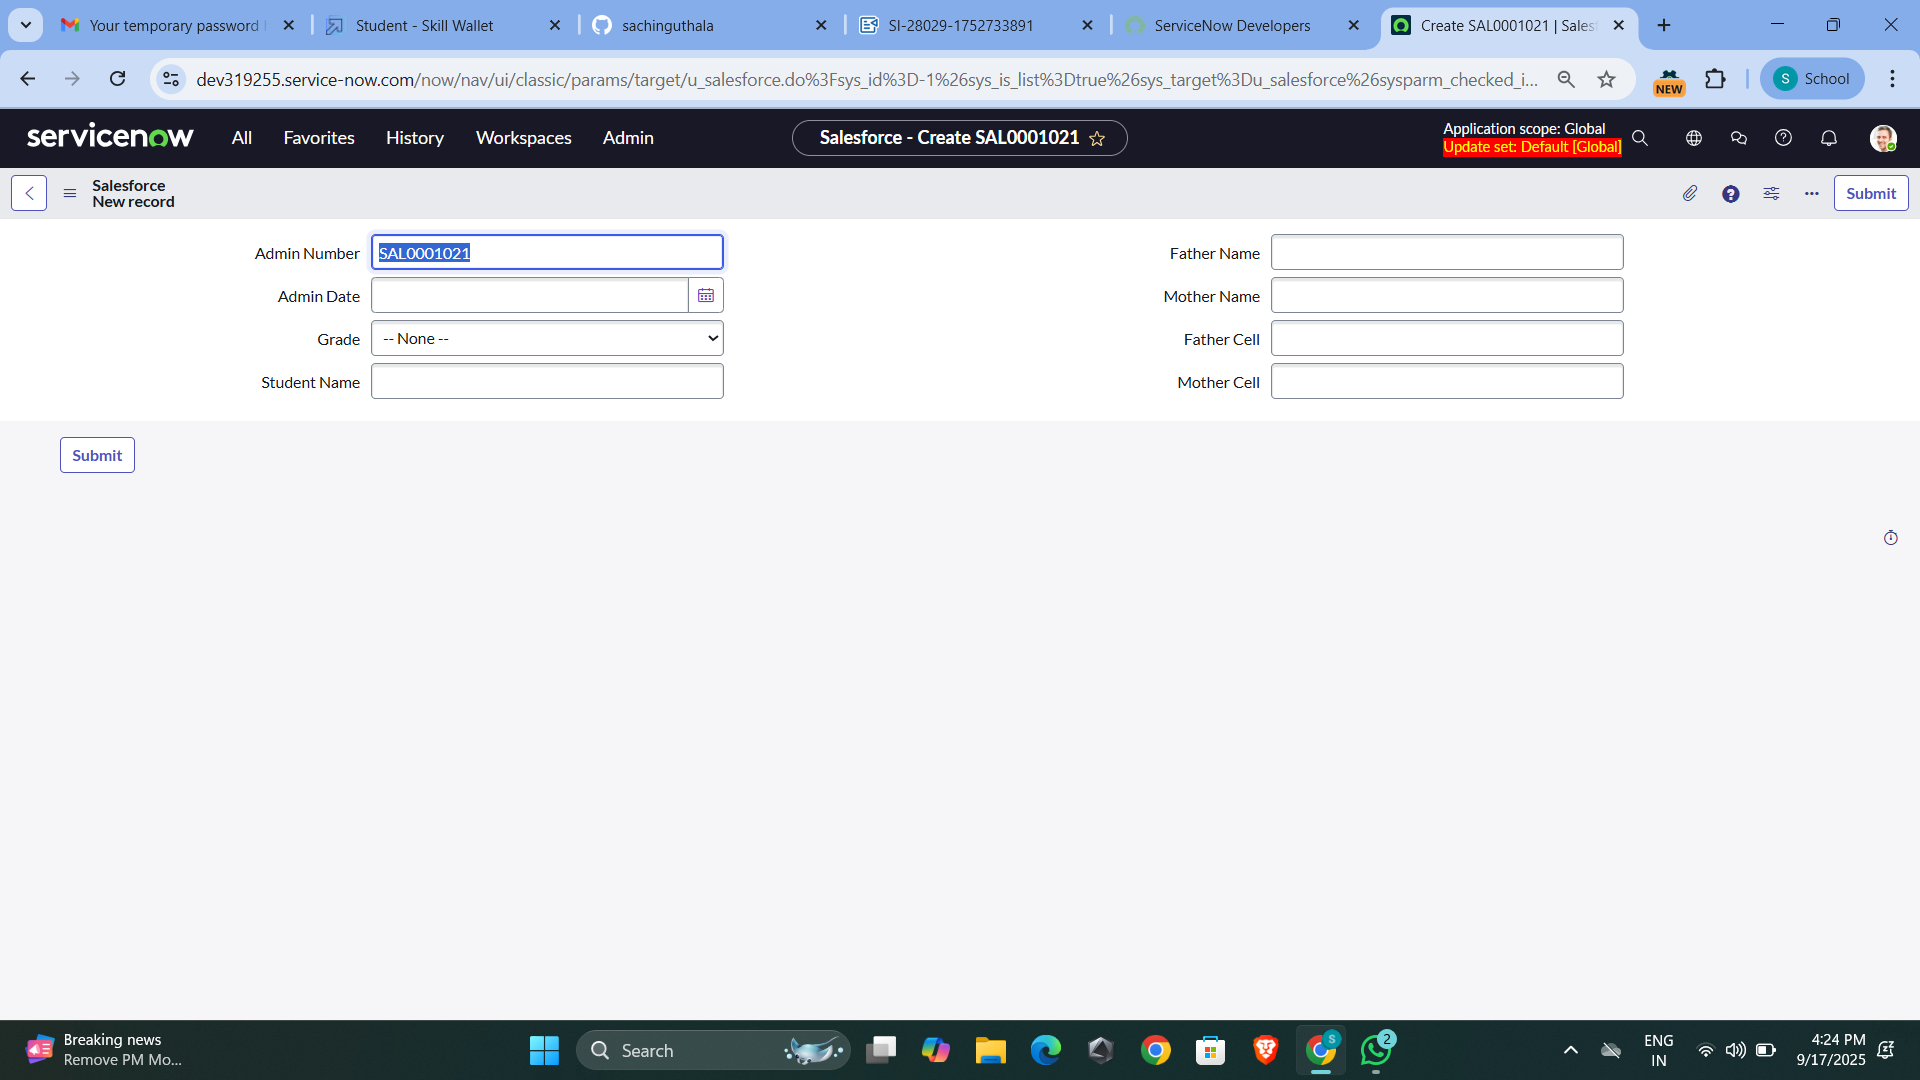 Your temporary password
Student - Skill Wallet
sachinguthala
SI-28029-1752733891
ServiceNow Developers
Create SAL0001021 | Sales
dev319255.service-now.com/now/nav/ui/classic/params/target/u_salesforce.do%3Fsys_id%3D-1%26sys_is_list%3Dtrue%26sys_target%3Du_salesforce%26sysparm_checked_i...
NEW
S School
servicenow
All
Favorites
History
Workspaces
Admin
Salesforce - Create SAL0001021
Application scope: Global
Update set: Default [Global]
Salesforce
New record
Submit
Admin Number
SAL0001021
Father Name
Admin Date
Mother Name
Grade
-- None --
Father Cell
Student Name
Mother Cell
Submit
Breaking news
Remove PM Mo...
Search
S
2
ENG
IN
4:24 PM
9/17/2025